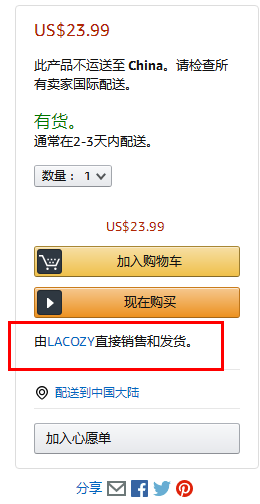 US$23.99
此产品不运送至 China。请检查所
有卖家国际配送。
有货。
通常在2-3天内配送。
数量： 1
US$23.99
加入购物车
现在购买
由LACOZY直接销售和发货。
配送到中国大陆
加入心愿单
分享